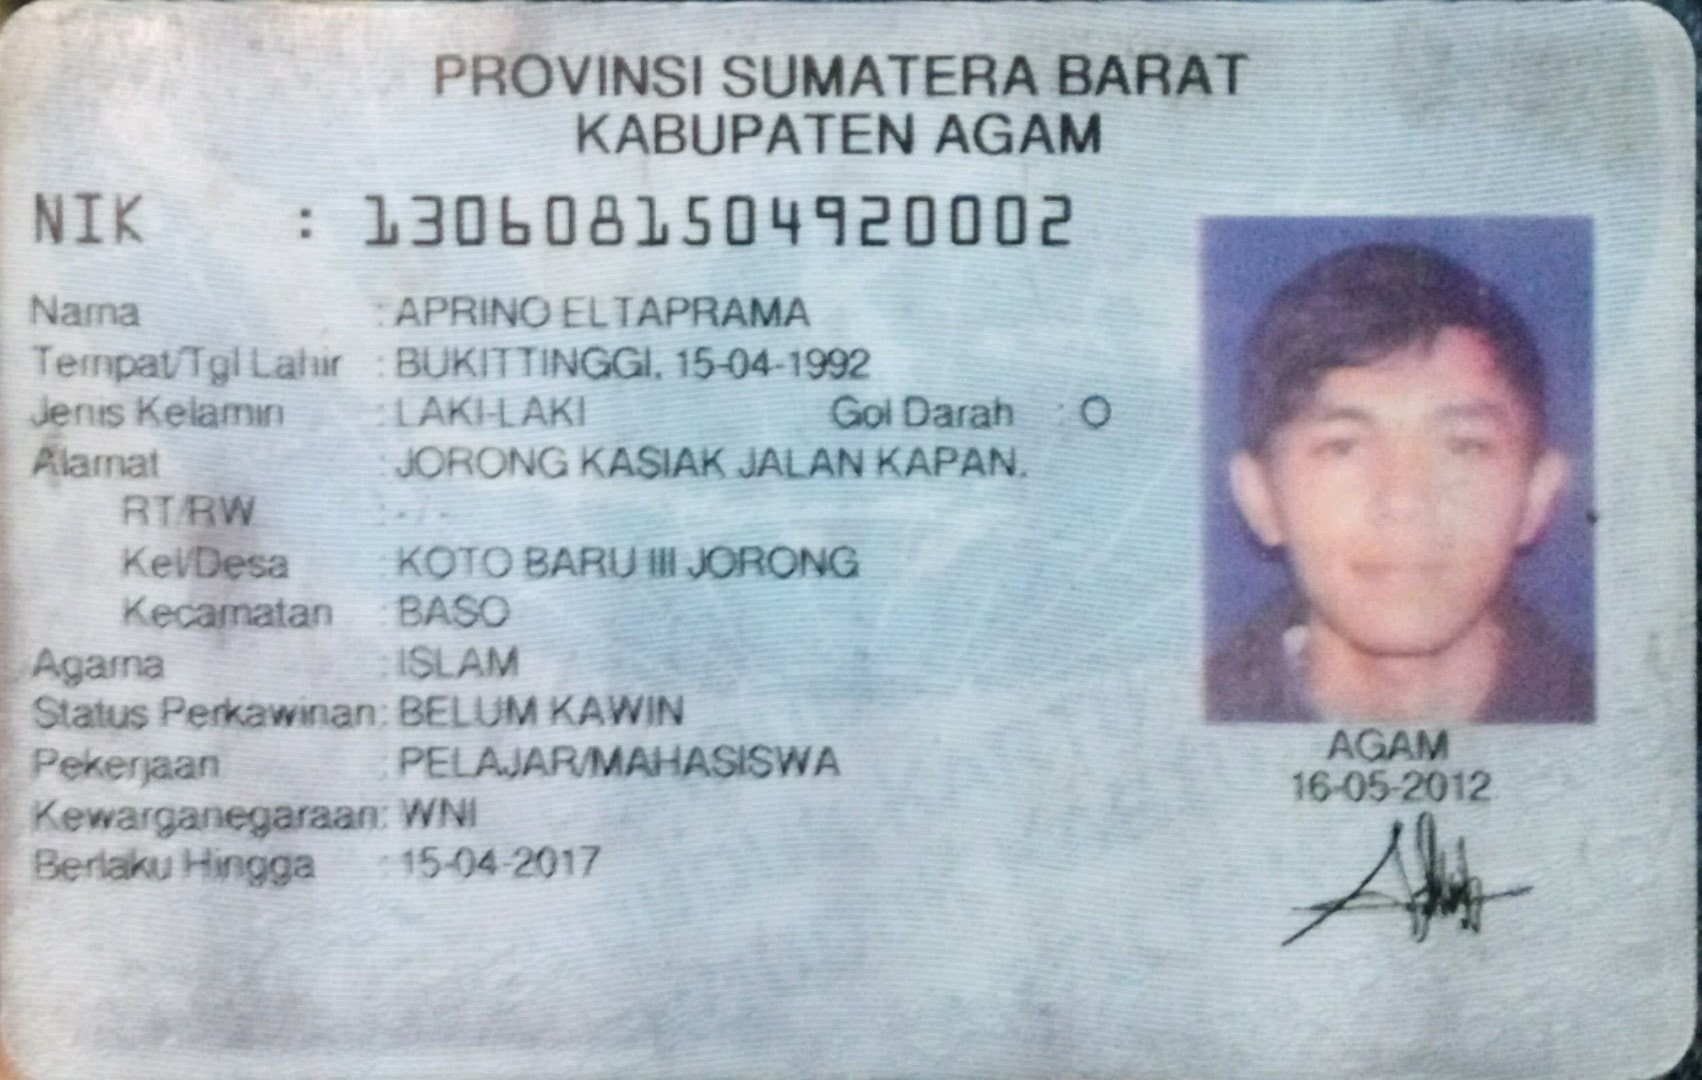 PROVINSI SUMATERA BARAT
KABUPATEN AGAM
NIK : 1306081504920002
Nama : APRINO ELTAPRAMA
Tempat/Tgl Lahir : BUKITTINGGI, 15-04-1992
Jenis Kelamin : LAKI-LAKI Gol Darah : O
Alamat : JORONG KASIAK JALAN KAPAN.
RT/RW : - / -
Kel/Desa : KOTO BARU III JORONG
Kecamatan : BASO
Agama : ISLAM
Status Perkawinan: BELUM KAWIN
Pekerjaan : PELAJAR/MAHASISWA
Kewarganegaraan: WNI
Berlaku Hingga : 15-04-2017
AGAM
16-05-2012